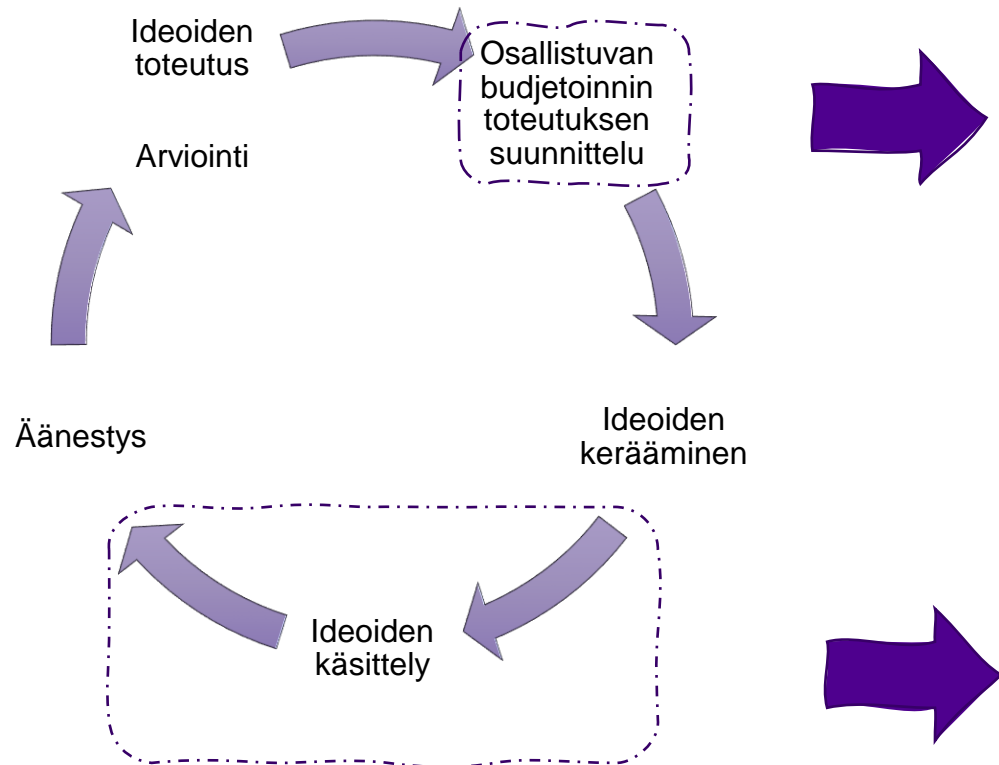 Ideoiden
toteutus
Arviointi
Osallistuvan
budjetoinnin
toteutuksen
suunnittelu
Äänestys
Ideoiden
kerääminen
Ideoiden
käsittely